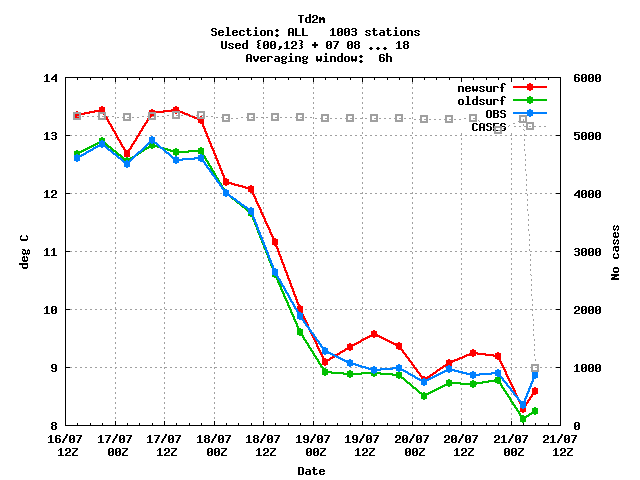 Td2m
Selection: ALL   1003 stations
Used {00,12} + 07 08 ... 18
Averaging window:  6h
14 6000
newsurf
oldsurf
OBS
CASES
13 5000
12 4000
11 3000
deg C
No cases
10 2000
9 1000
8 0
16/07 17/07 17/07 18/07 18/07 19/07 19/07 20/07 20/07 21/07 21/07
12Z 00Z 12Z 00Z 12Z 00Z 12Z 00Z 12Z 00Z 12Z
Date